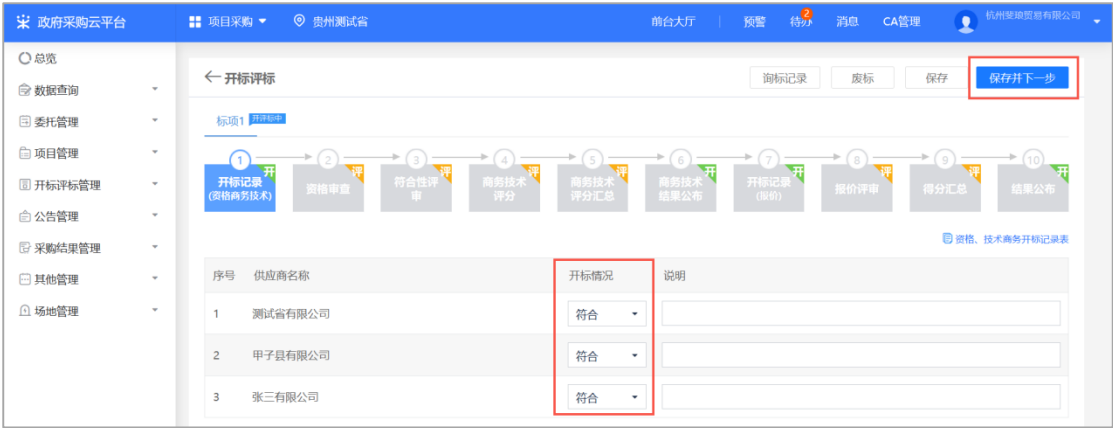 政府采购云平台 项目采购 贵州测试省 前台大厅 预警 待办 2 消息 CA管理 杭州斐琅贸易有限公司
总览
数据查询
委托管理
项目管理
开标评标管理
公告管理
采购结果管理
其他管理
场地管理
开标评标 询标记录 废标 保存 保存并下一步
标项1 开评标中
1 2 3 4 5 6 7 8 9 10
开 评 评 评 评 开 开 评 评 开
开标记录 资格审查 符合性评 商务技术 商务技术 商务技术 开标记录 报价评审 得分汇总 结果公布
(资格商务技术) 审 评分 评分汇总 结果公布 (报价)
资格、技术商务开标记录表
序号 供应商名称 开标情况 说明
1 测试省有限公司 符合
2 甲子县有限公司 符合
3 张三有限公司 符合